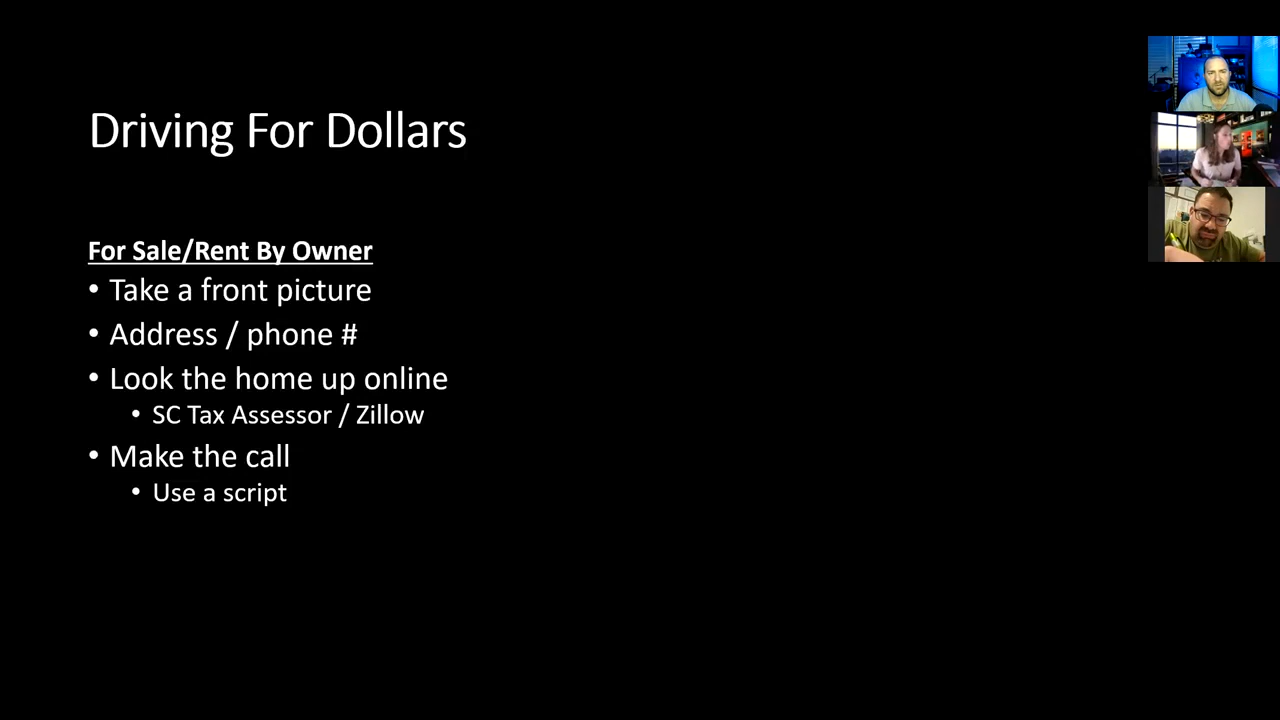 Driving For Dollars
For Sale/Rent By Owner
• Take a front picture
• Address / phone #
• Look the home up online
• SC Tax Assessor / Zillow
• Make the call
• Use a script